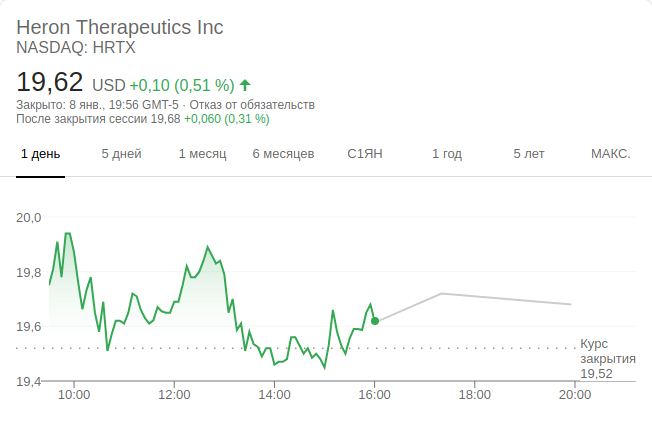 Heron Therapeutics Inc
NASDAQ: HRTX
19,62 USD +0,10 (0,51 %)
Закрыто: 8 янв., 19:56 GMT-5 · Отказ от обязательств
После закрытия сессии 19,68 +0,060 (0,31 %)
1 день 5 дней 1 месяц 6 месяцев С1ЯН 1 год 5 лет МАКС.
20,0
19,8
19,6
19,4
Курс
закрытия
19,52
10:00 12:00 14:00 16:00 18:00 20:00